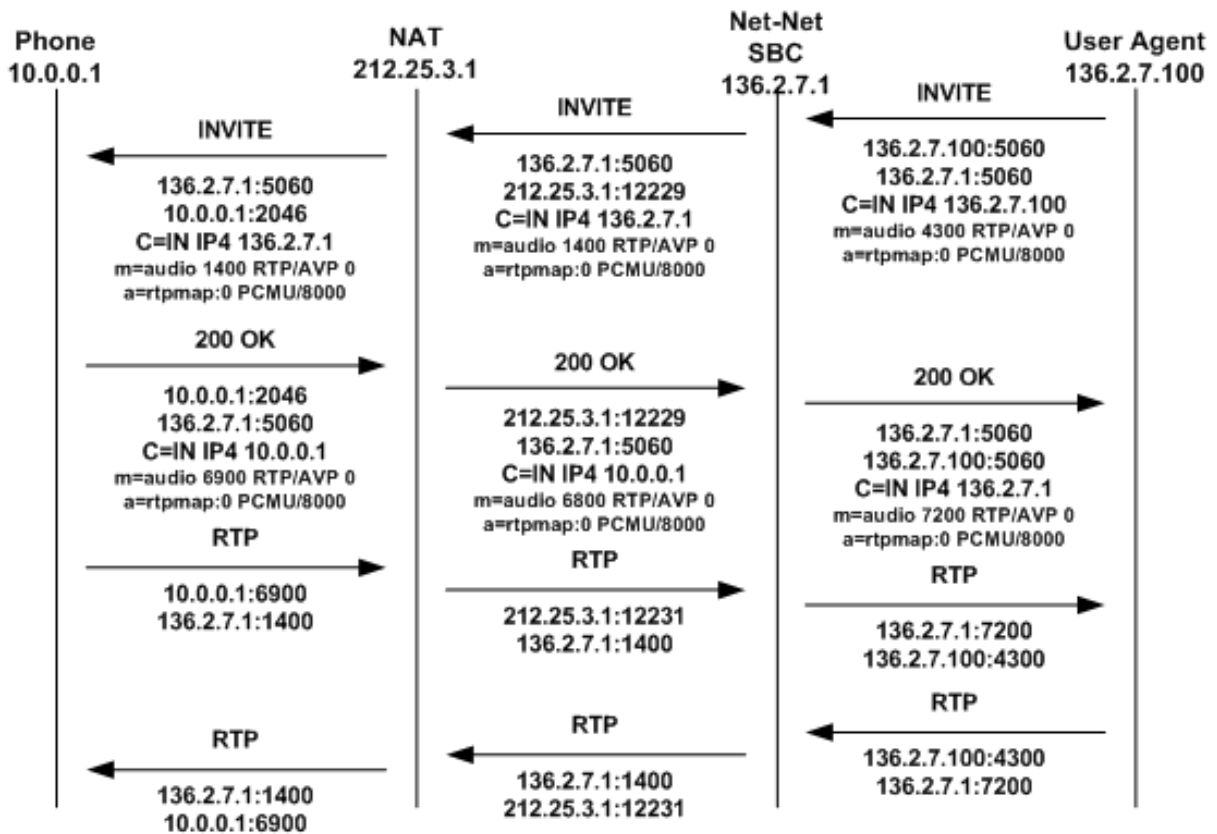 Phone
10.0.0.1
NAT
212.25.3.1
Net-Net
SBC
136.2.7.1
User Agent
136.2.7.100
INVITE
136.2.7.100:5060
136.2.7.1:5060
C=IN IP4 136.2.7.100
m=audio 4300 RTP/AVP 0
a=rtpmap:0 PCMU/8000
INVITE
136.2.7.1:5060
212.25.3.1:12229
C=IN IP4 136.2.7.1
m=audio 1400 RTP/AVP 0
a=rtpmap:0 PCMU/8000
INVITE
136.2.7.1:5060
10.0.0.1:2046
C=IN IP4 136.2.7.1
m=audio 1400 RTP/AVP 0
a=rtpmap:0 PCMU/8000
200 OK
10.0.0.1:2046
136.2.7.1:5060
C=IN IP4 10.0.0.1
m=audio 6900 RTP/AVP 0
a=rtpmap:0 PCMU/8000
200 OK
212.25.3.1:12229
136.2.7.1:5060
C=IN IP4 10.0.0.1
m=audio 6800 RTP/AVP 0
a=rtpmap:0 PCMU/8000
200 OK
136.2.7.1:5060
136.2.7.100:5060
C=IN IP4 136.2.7.1
m=audio 7200 RTP/AVP 0
a=rtpmap:0 PCMU/8000
RTP
10.0.0.1:6900
136.2.7.1:1400
RTP
212.25.3.1:12231
136.2.7.1:1400
RTP
136.2.7.1:7200
136.2.7.100:4300
RTP
136.2.7.100:4300
136.2.7.1:7200
RTP
136.2.7.1:1400
212.25.3.1:12231
RTP
136.2.7.1:1400
10.0.0.1:6900